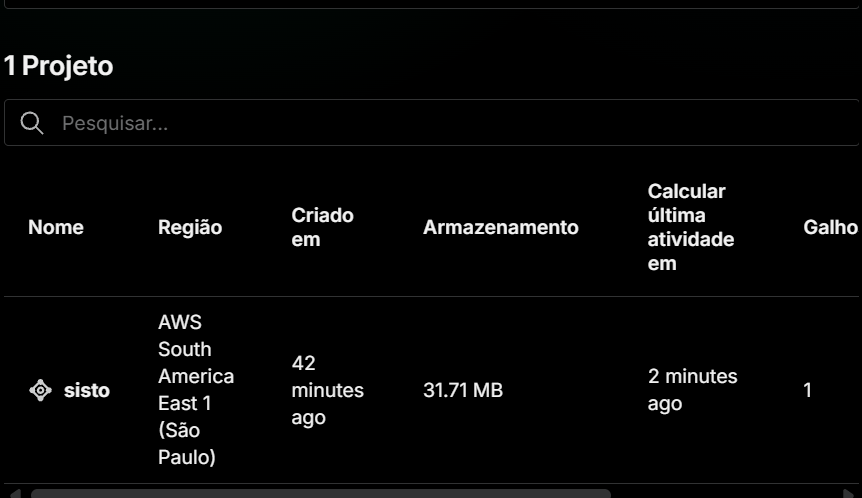 1 Projeto
Pesquisar...
Nome
Região
Criado
em
Armazenamento
Calcular
última
atividade
em
Galho
sisto
AWS
South
America
East 1
(São
Paulo)
42
minutes
ago
31.71 MB
2 minutes
ago
1